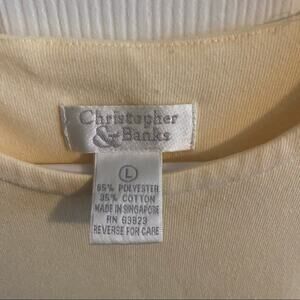 Christopher
& Banks
L
65% POLYESTER
35% COTTON
MADE IN SINGAPORE
RN 63823
REVERSE FOR CARE